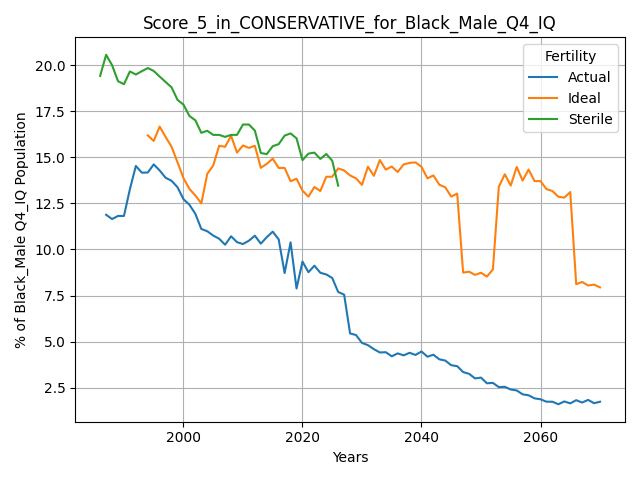 Score_5_in_CONSERVATIVE_for_Black_Male_Q4_IQ
% of Black_Male Q4_IQ Population
20.0
17.5
15.0
12.5
10.0
7.5
5.0
2.5
Fertility
Actual
Ideal
Sterile
2000
2020
2040
2060
Years